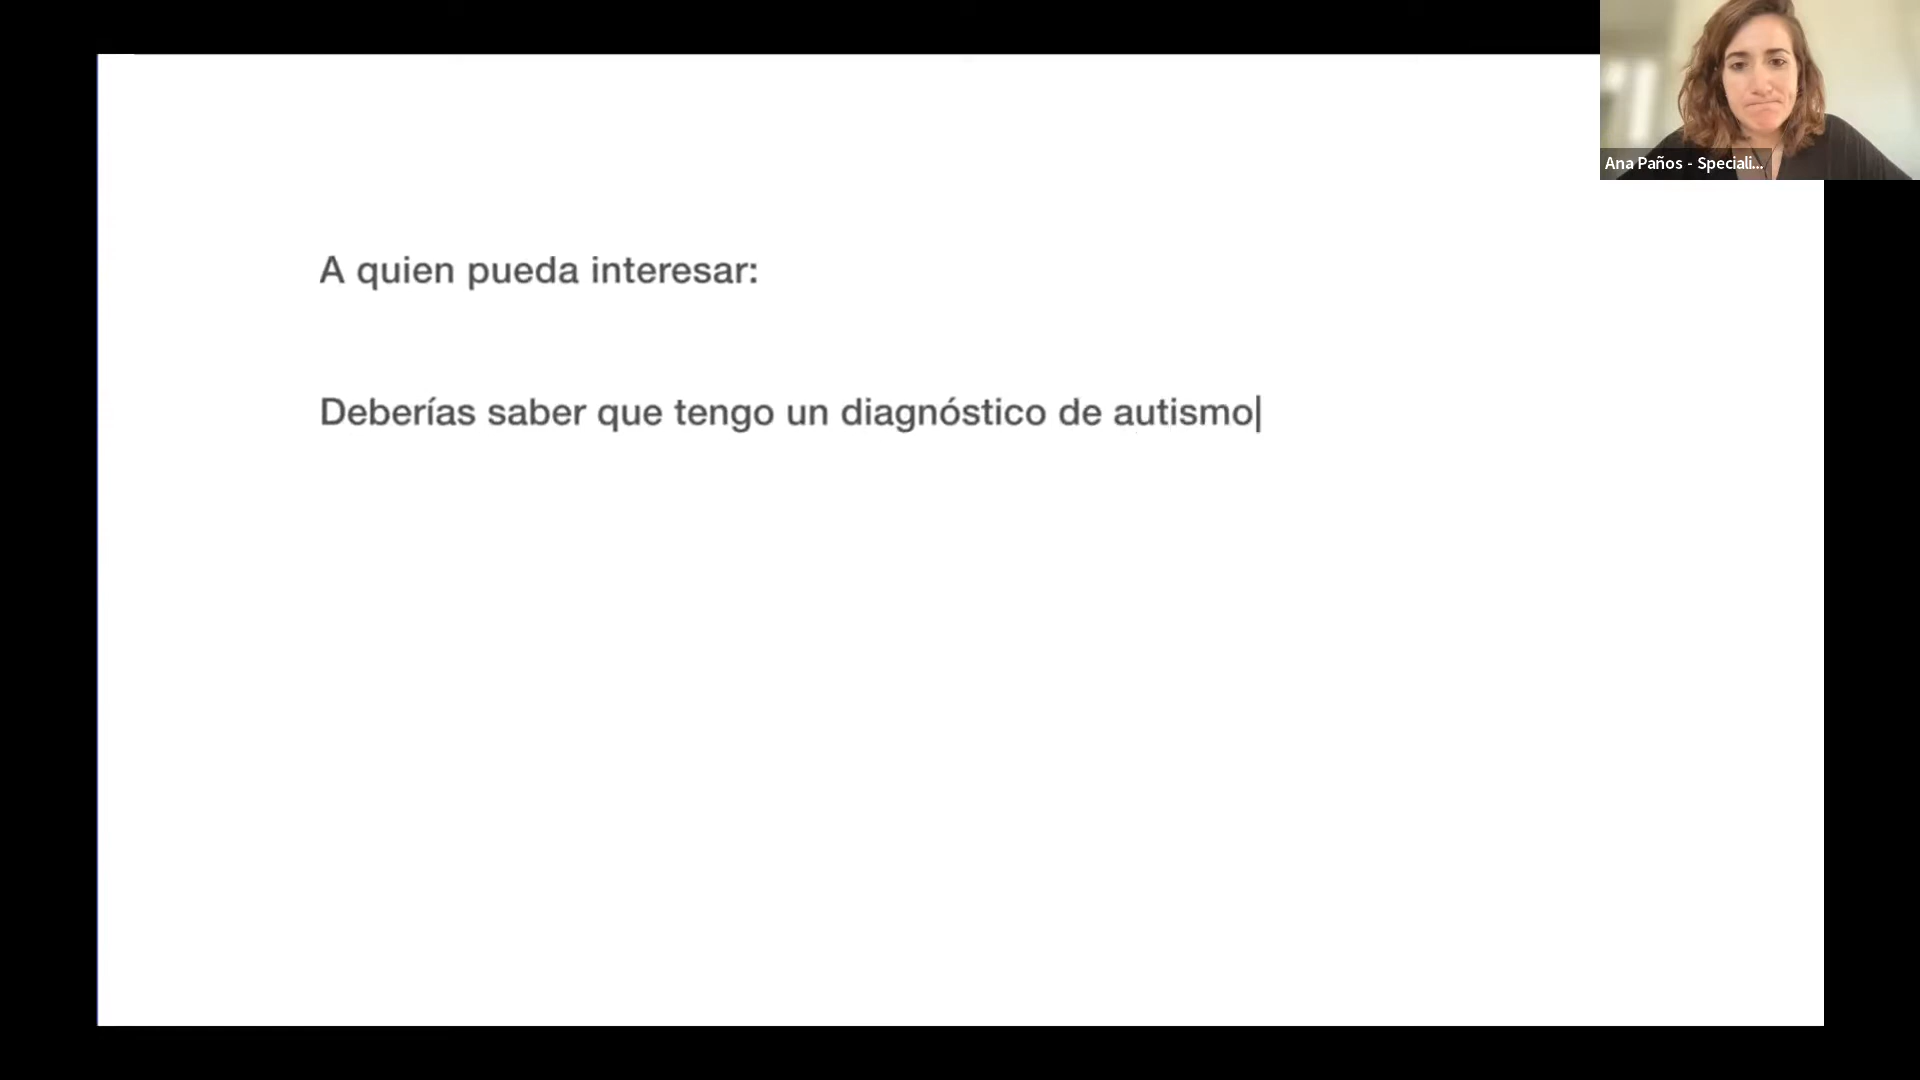 Ana Paños - Speciali...
A quien pueda interesar:
Deberías saber que tengo un diagnóstico de autismo